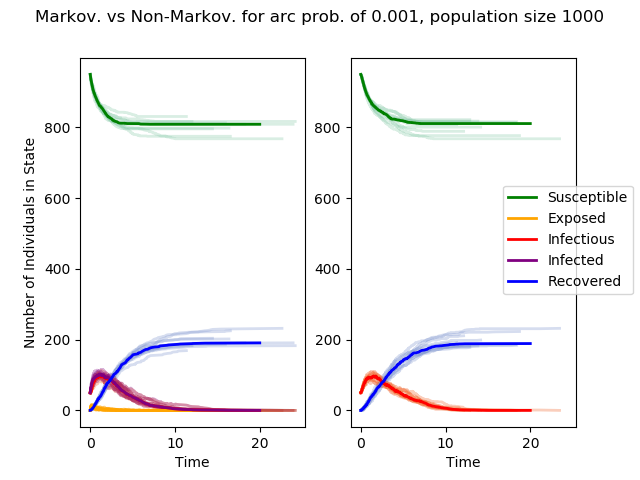 Markov. vs Non-Markov. for arc prob. of 0.001, population size 1000
Number of Individuals in State
800
600
400
200
0
0
10
20
Time
800
600
400
200
0
0
10
20
Time
Susceptible
Exposed
Infectious
Infected
Recovered